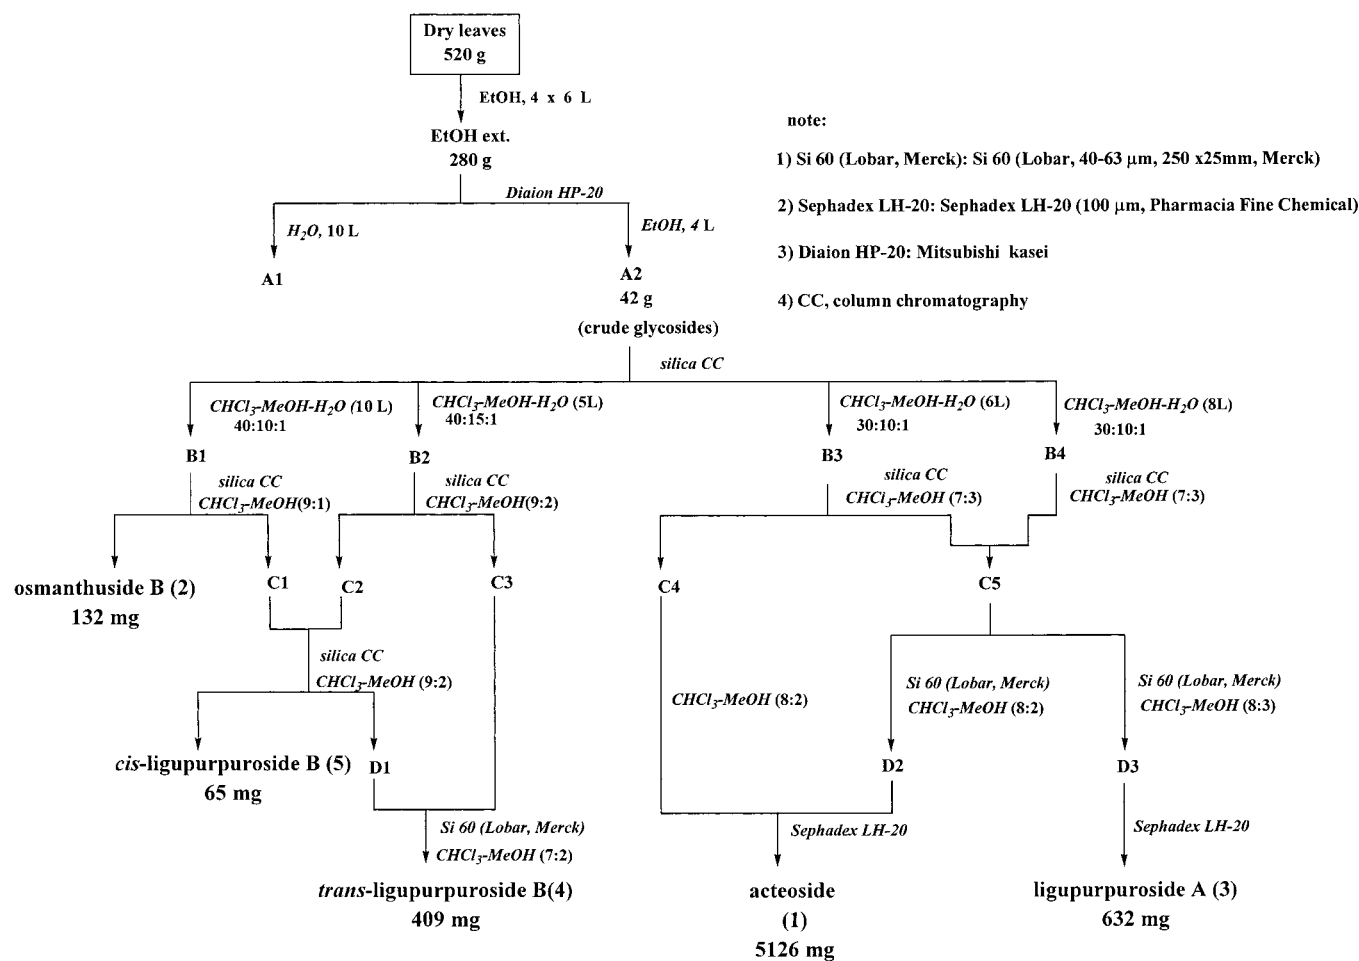 Dry leaves
520 g
EtOH, 4 x 6 L
EtOH ext.
280 g
Diaion HP-20
H2O, 10 L
EtOH, 4 L
A1
A2
42 g
(crude glycosides)
note:
1) Si 60 (Lobar, Merck): Si 60 (Lobar, 40-63 μm, 250 x25mm, Merck)
2) Sephadex LH-20: Sephadex LH-20 (100 μm, Pharmacia Fine Chemical)
3) Diaion HP-20: Mitsubishi kasei
4) CC, column chromatography
silica CC
CHCl3-MeOH-H2O (10 L)
40:10:1
CHCl3-MeOH-H2O (5L)
40:15:1
CHCl3-MeOH-H2O (6L)
30:10:1
CHCl3-MeOH-H2O (8L)
30:10:1
B1
B2
B3
B4
silica CC
CHCl3-MeOH(9:1)
silica CC
CHCl3-MeOH(9:2)
silica CC
CHCl3-MeOH (7:3)
silica CC
CHCl3-MeOH (7:3)
osmanthuside B (2)
132 mg
C1
C2
C3
C4
C5
silica CC
CHCl3-MeOH (9:2)
CHCl3-MeOH (8:2)
Si 60 (Lobar, Merck)
CHCl3-MeOH (8:2)
Si 60 (Lobar, Merck)
CHCl3-MeOH (8:3)
cis-ligupurpuroside B (5)
65 mg
D1
D2
D3
Si 60 (Lobar, Merck)
CHCl3-MeOH (7:2)
Sephadex LH-20
Sephadex LH-20
trans-ligupurpuroside B(4)
409 mg
acteoside
(1)
5126 mg
ligupurpuroside A (3)
632 mg